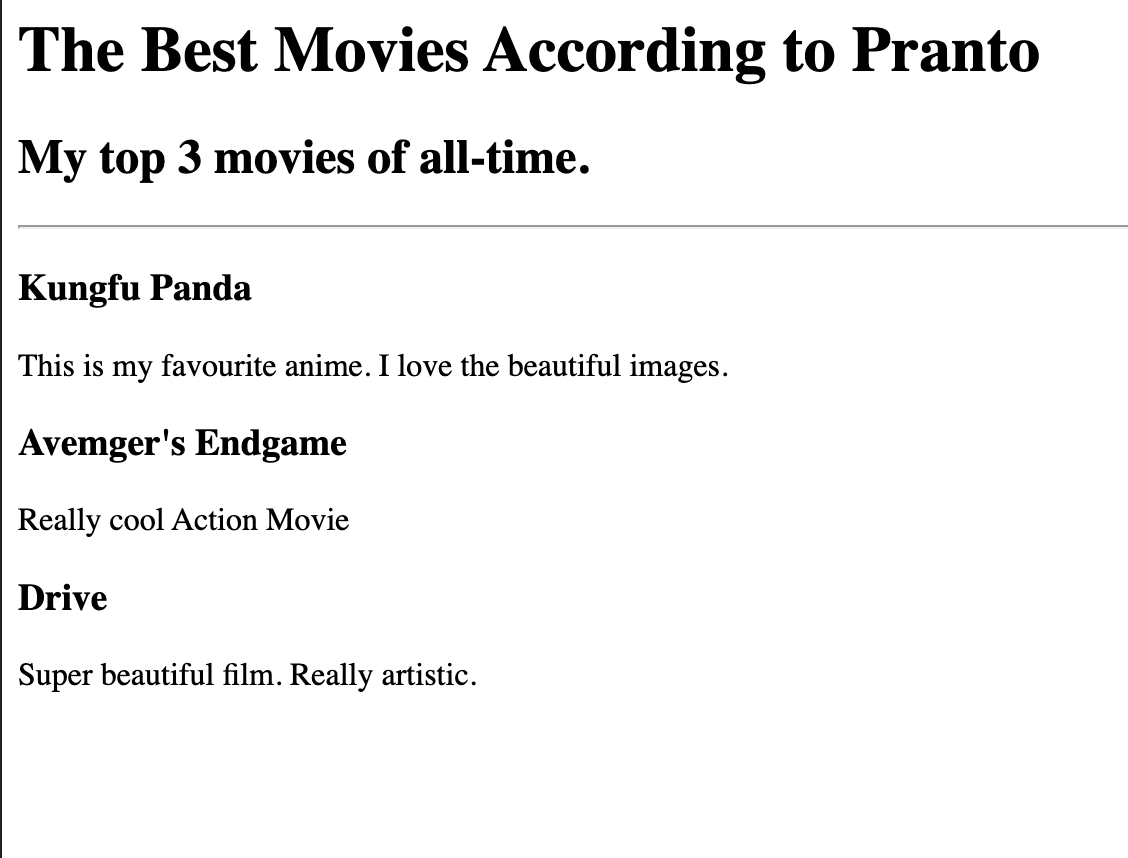 The Best Movies According to Pranto
My top 3 movies of all-time.
Kungfu Panda
This is my favourite anime. I love the beautiful images.
Avemger's Endgame
Really cool Action Movie
Drive
Super beautiful film. Really artistic.